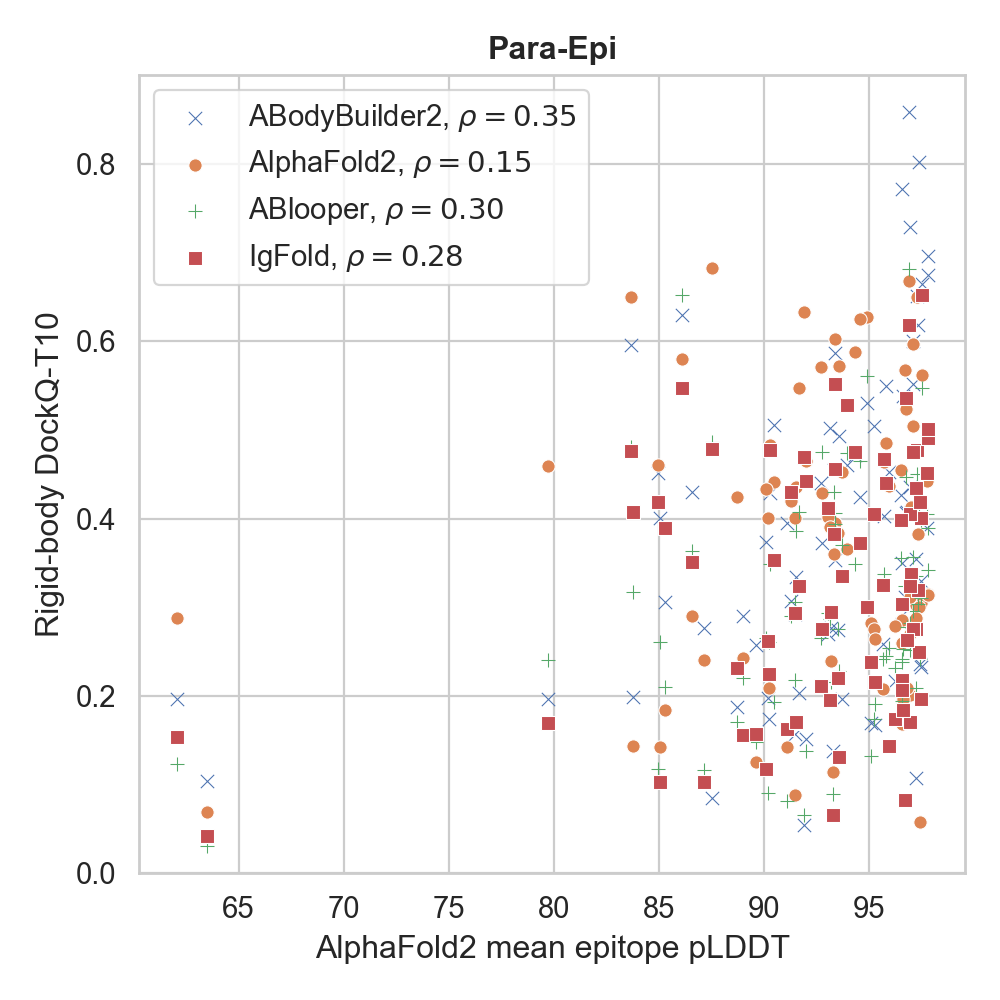 Para-Epi
ABodyBuilder2, ρ = 0.35
AlphaFold2, ρ = 0.15
ABlooper, ρ = 0.30
IgFold, ρ = 0.28
Rigid-body DockQ-T10
0.8
0.6
0.4
0.2
0.0
65 70 75 80 85 90 95
AlphaFold2 mean epitope pLDDT